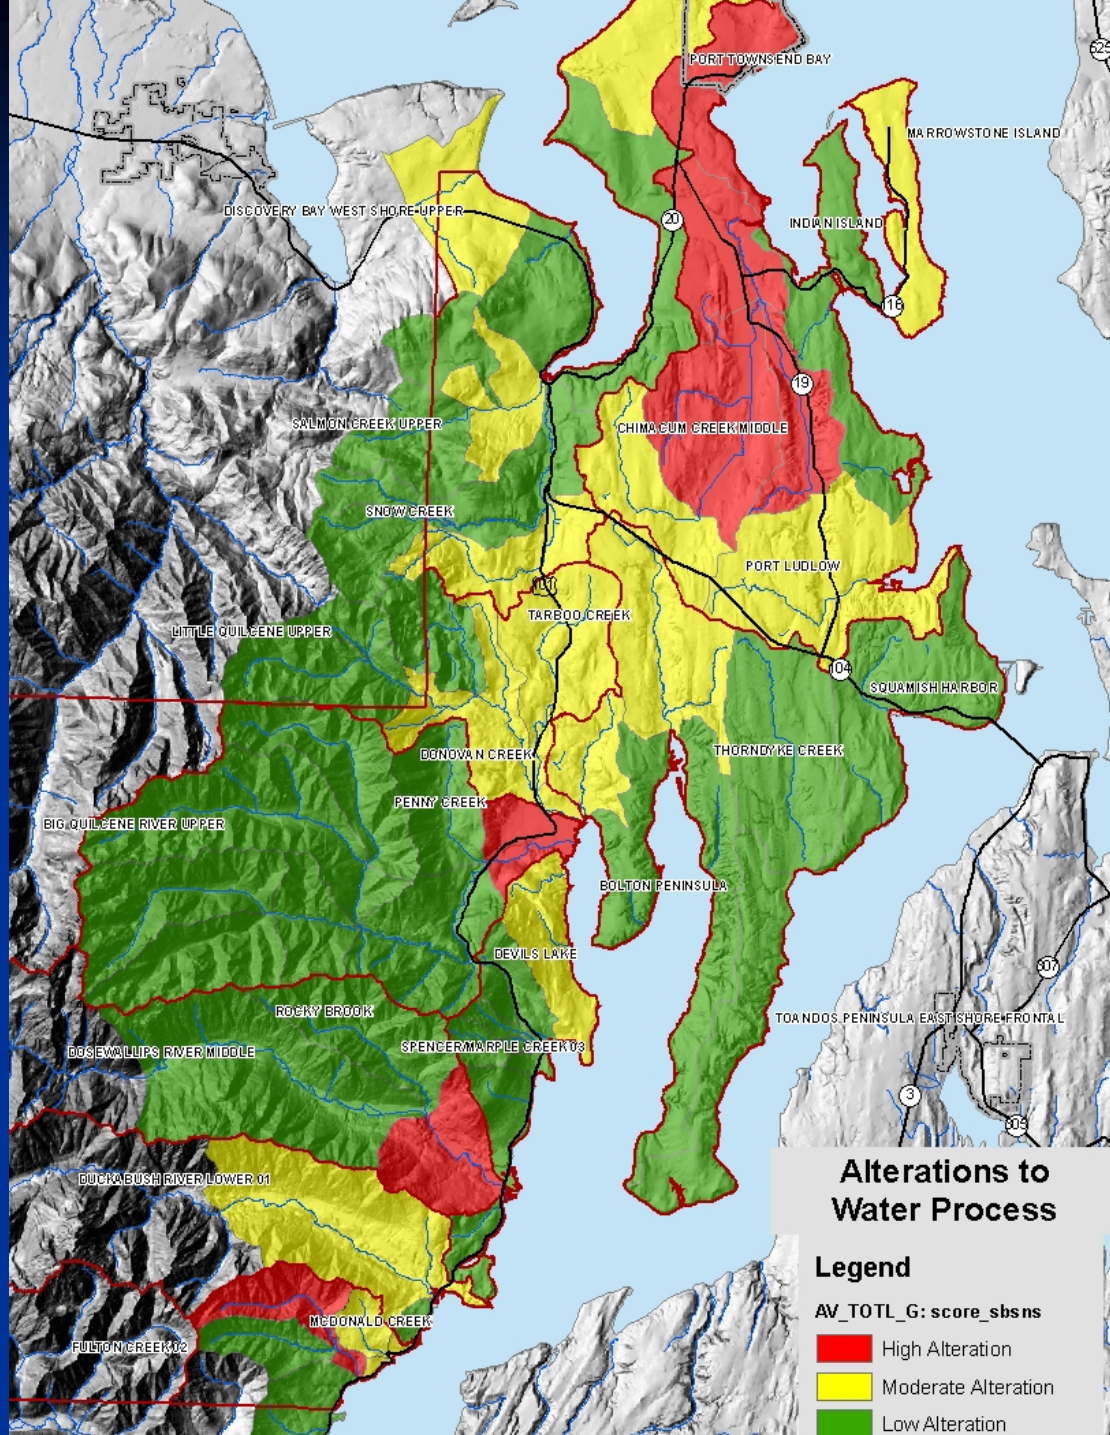 525
PORT TOWNSEND BAY
MARROWSTONE ISLAND
DISCOVERY BAY WEST SHORE UPPER
20
INDIAN ISLAND
116
19
SALMON CREEK UPPER
CHIMACUM CREEK MIDDLE
SNOW CREEK
PORT LUDLOW
101
TARBOO CREEK
LITTLE QUILCENE UPPER
104
SQUAMISH HARBOR
DONOVAN CREEK
THORNDYKE CREEK
PENNY CREEK
BIG QUILCENE RIVER UPPER
BOLTON PENINSULA
DEVILS LAKE
307
ROCKY BROOK
TOANDOS PENINSULA EAST SHORE FRONTAL
DOSEWALLIPS RIVER MIDDLE
SPENCER/MARPLE CREEK 03
3
305
DUCKABUSH RIVER LOWER 01
MCDONALD CREEK
FULTON CREEK 02
Alterations to
Water Process
Legend
AV_TOTL_G: score_sbsns
High Alteration
Moderate Alteration
Low Alteration